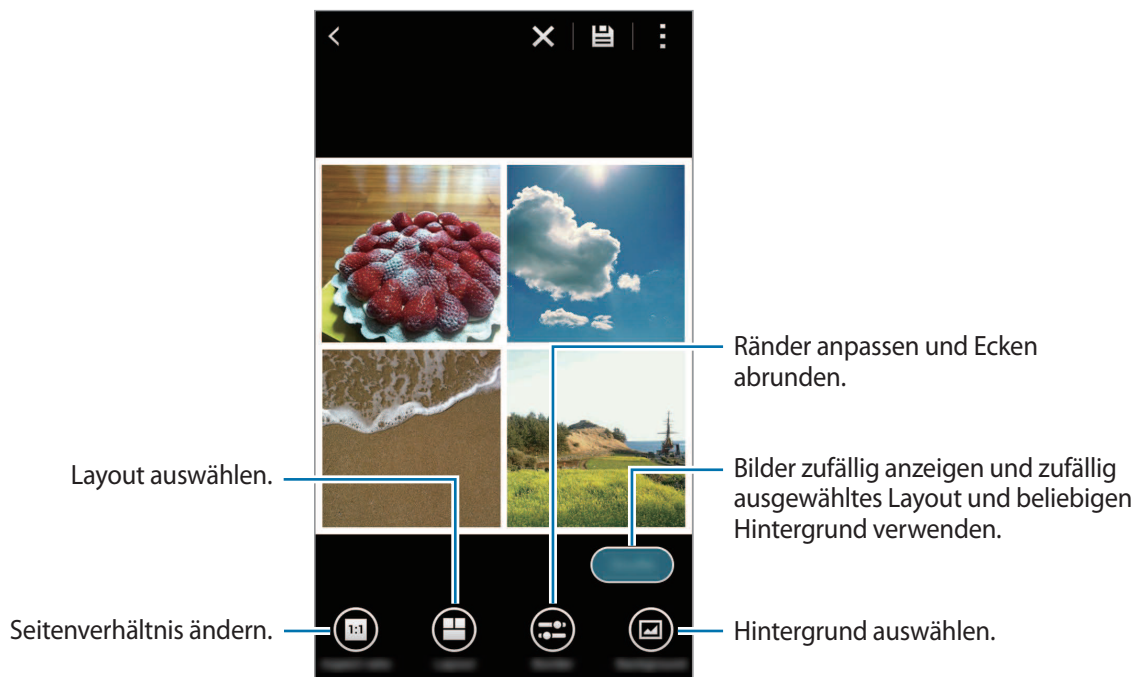 Ränder anpassen und Ecken
abrunden.
Layout auswählen.
Bilder zufällig anzeigen und zufällig
ausgewähltes Layout und beliebigen
Hintergrund verwenden.
1:1
Seitenverhältnis ändern.
Hintergrund auswählen.